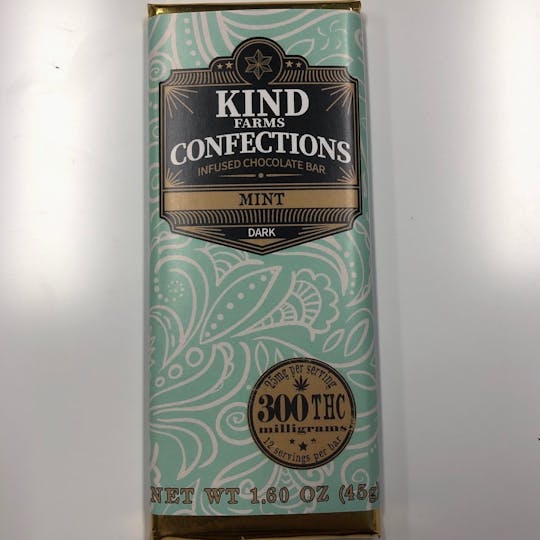 KIND
FARMS
CONFECTIONS
INFUSED CHOCOLATE BAR
MINT
DARK
25mg per serving
300 THC
milligrams
12 servings per bar
NET WT 1.60 OZ (45g)